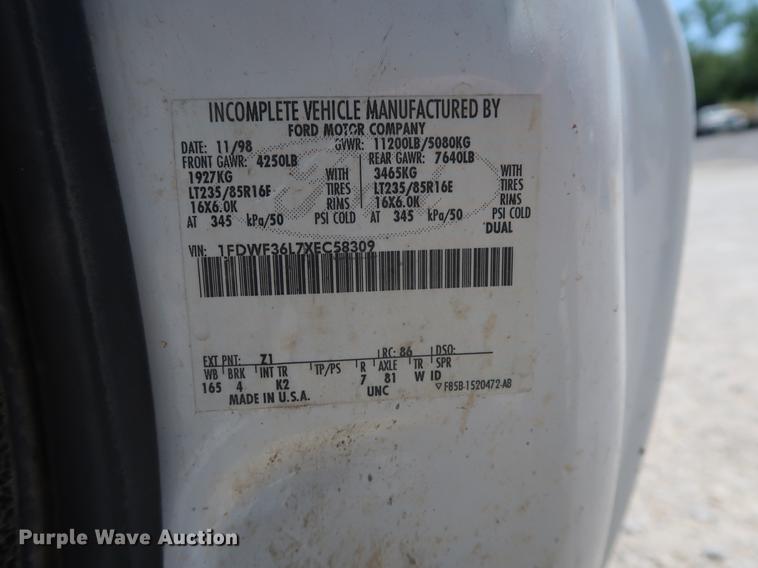 INCOMPLETE VEHICLE MANUFACTURED BY
FORD MOTOR COMPANY
DATE: 11/98 GVWR: 11200LB/5080KG
FRONT GAWR: 4250LB REAR GAWR: 7640LB
1927KG WITH 3465KG WITH
LT235/85R16E TIRES LT235/85R16E TIRES
16X6.0K RIMS 16X6.0K RIMS
AT 345 kPa/50 PSI COLD AT 345 kPa/50 PSI COLD
DUAL
VIN: 1FDWF36L7XEC58309
EXT PNT: Z1 RC: 86 DSO:
WB BRK INT TR TP/PS R AXLE TR SPR
165 4 K2 7 81 W ID
MADE IN U.S.A. UNC F85B-1520472-AB
Purple Wave Auction